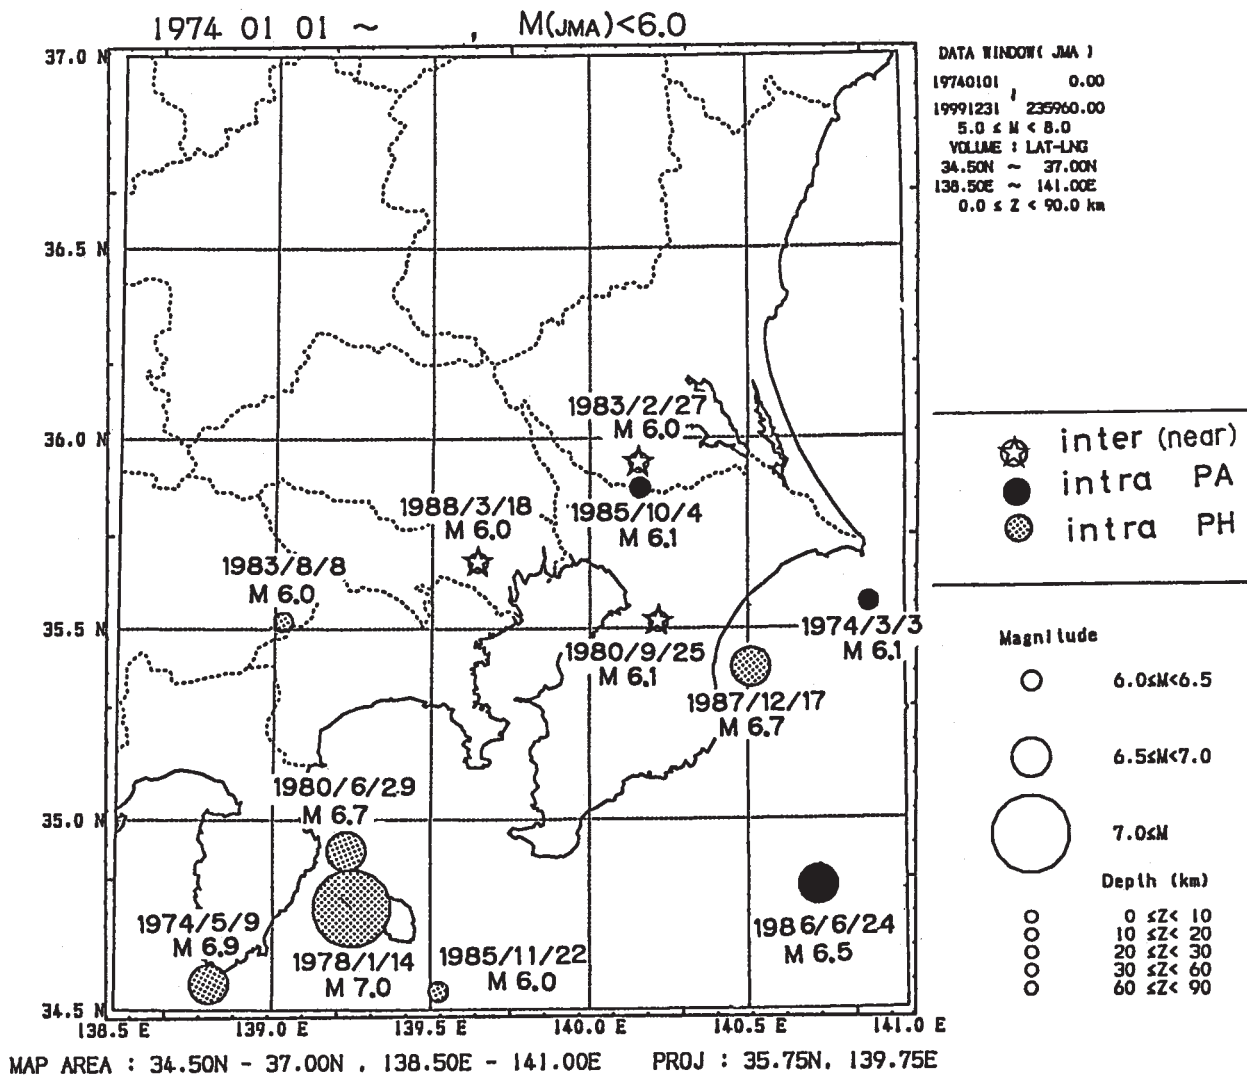 1974 01 01 ~      , M(JMA)<6.0
DATA WINDOW( JMA )
19740101      0.00
~
19991231   235960.00
5.0 ≤ M < 8.0
VOLUME : LAT-LNG
34.50N ~ 37.00N
138.50E ~ 141.00E
0.0 ≤ Z < 90.0 km
37.0 N
36.5 N
36.0 N
35.5 N
35.0 N
34.5 N
1983/2/27
M 6.0
1988/3/18
M 6.0
1985/10/4
M 6.1
1983/8/8
M 6.0
1974/3/3
M 6.1
1980/9/25
M 6.1
1987/12/17
M 6.7
1980/6/29
M 6.7
1974/5/9
M 6.9
1978/1/14
M 7.0
1985/11/22
M 6.0
1986/6/24
M 6.5
inter (near)
intra PA
intra PH
Magnitude
6.0≤M<6.5
6.5≤M<7.0
7.0≤M
Depth (km)
0 ≤Z< 10
10 ≤Z< 20
20 ≤Z< 30
30 ≤Z< 60
60 ≤Z< 90
138.5 E   139.0 E   139.5 E   140.0 E   140.5 E   141.0 E
MAP AREA : 34.50N - 37.00N , 138.50E - 141.00E   PROJ : 35.75N, 139.75E